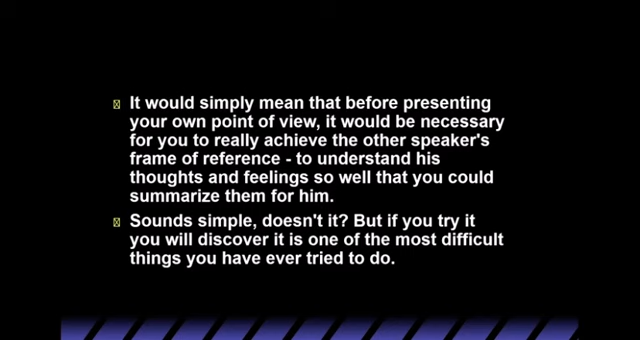 It would simply mean that before presenting
your own point of view, it would be necessary
for you to really achieve the other speaker's
frame of reference - to understand his
thoughts and feelings so well that you could
summarize them for him.
Sounds simple, doesn't it? But if you try it
you will discover it is one of the most difficult
things you have ever tried to do.